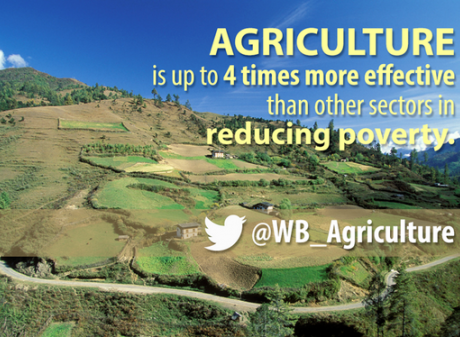 AGRICULTURE
is up to 4 times more effective
than other sectors in
reducing poverty.
@WB_Agriculture